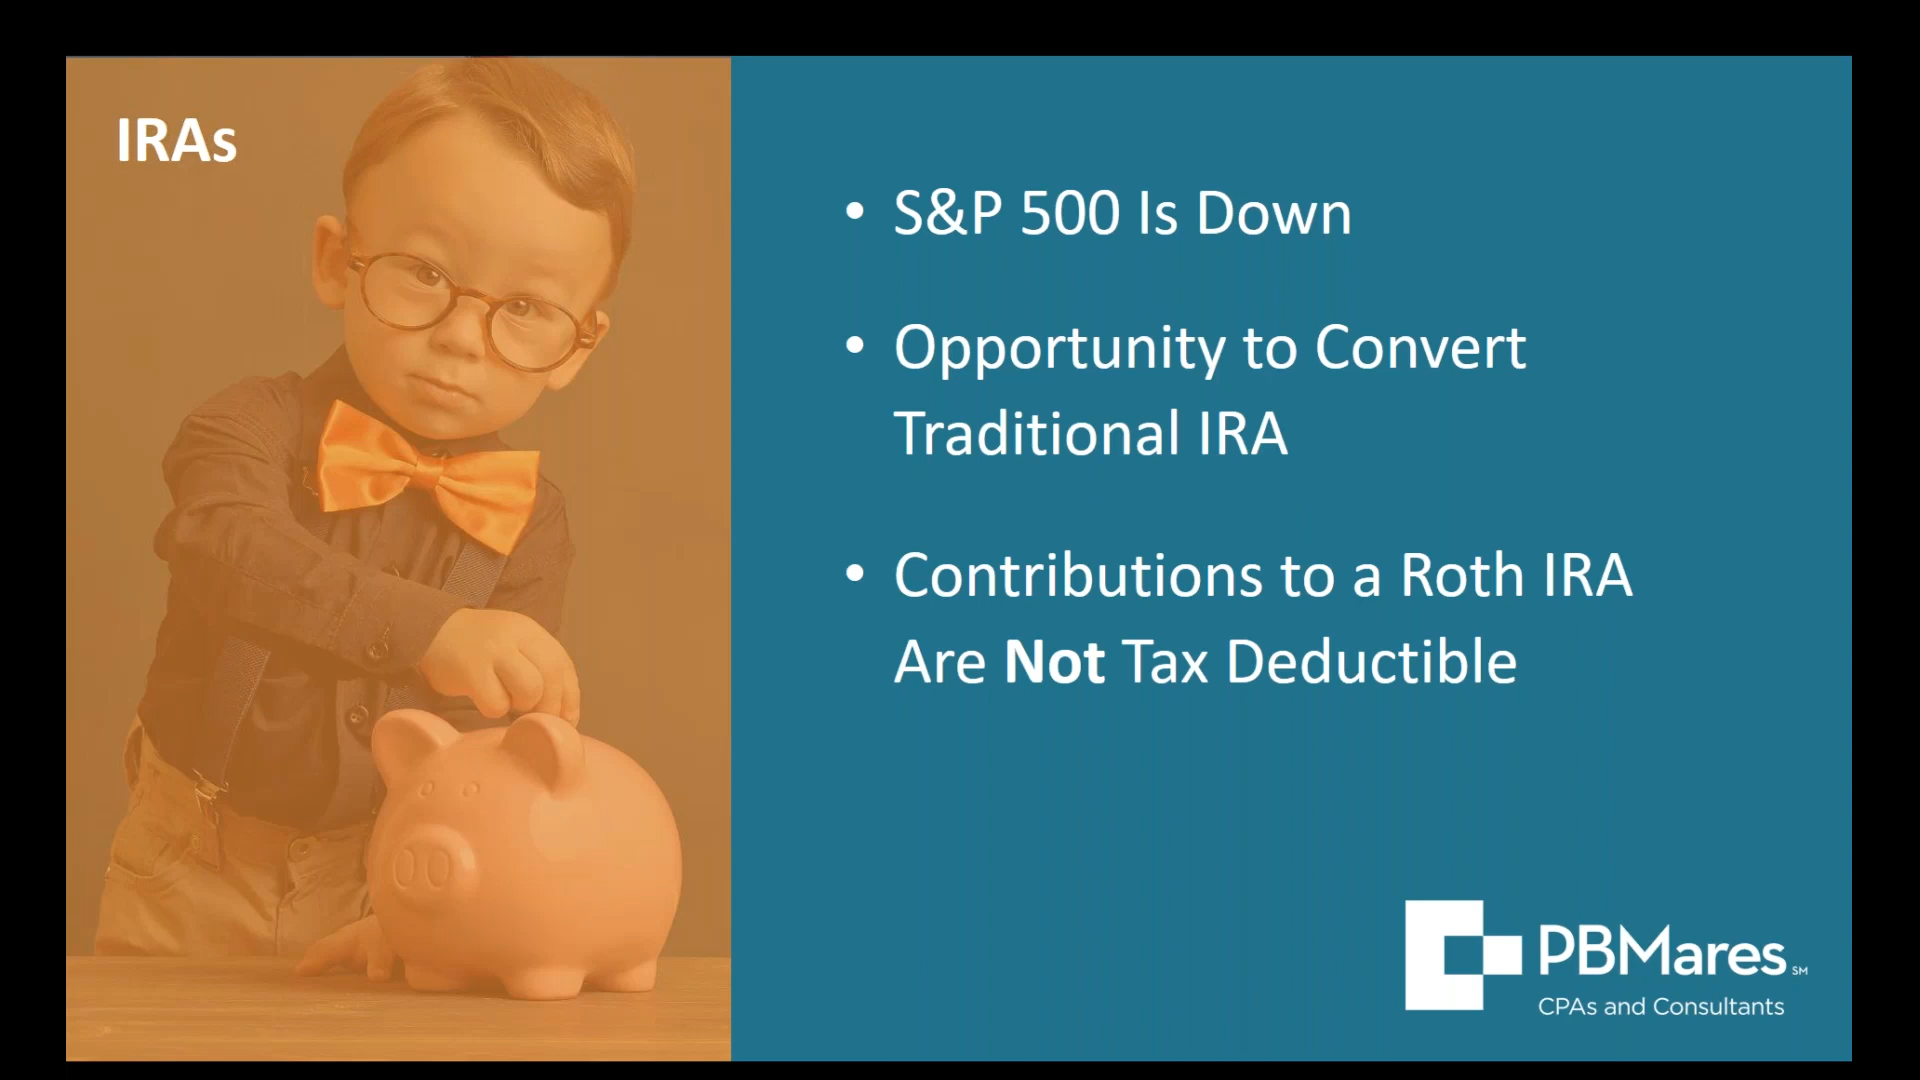 IRAs
• S&P 500 Is Down
• Opportunity to Convert
Traditional IRA
• Contributions to a Roth IRA
Are Not Tax Deductible
PBMares SM
CPAs and Consultants